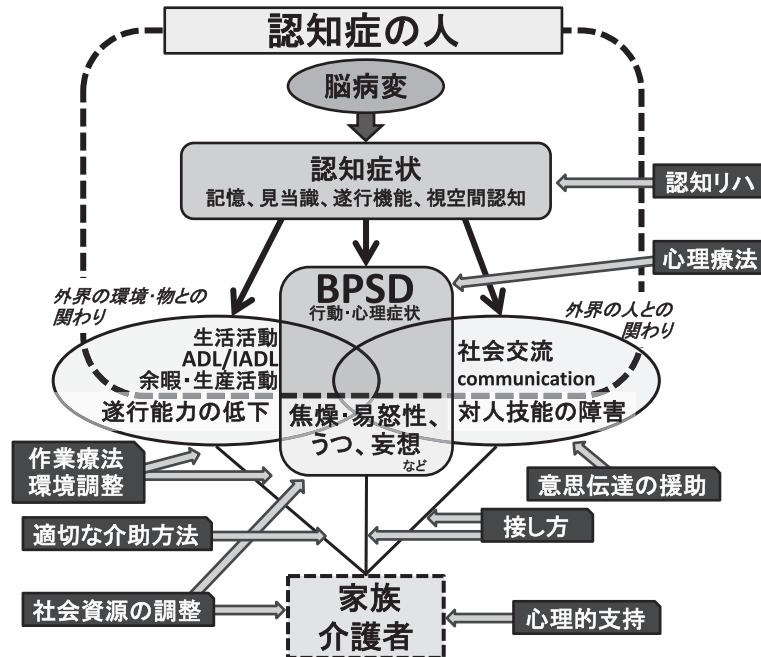 認知症の人
脳病変
認知症状
記憶、見当識、遂行機能、視空間認知
認知リハ
心理療法
外界の環境・物との
関わり
BPSD
行動・心理症状
外界の人との
関わり
生活活動
ADL/IADL
余暇・生産活動
遂行能力の低下
社会交流
communication
対人技能の障害
焦燥・易怒性、
うつ、妄想
など
作業療法
環境調整
意思伝達の援助
適切な介助方法
接し方
社会資源の調整
家族
介護者
心理的支持